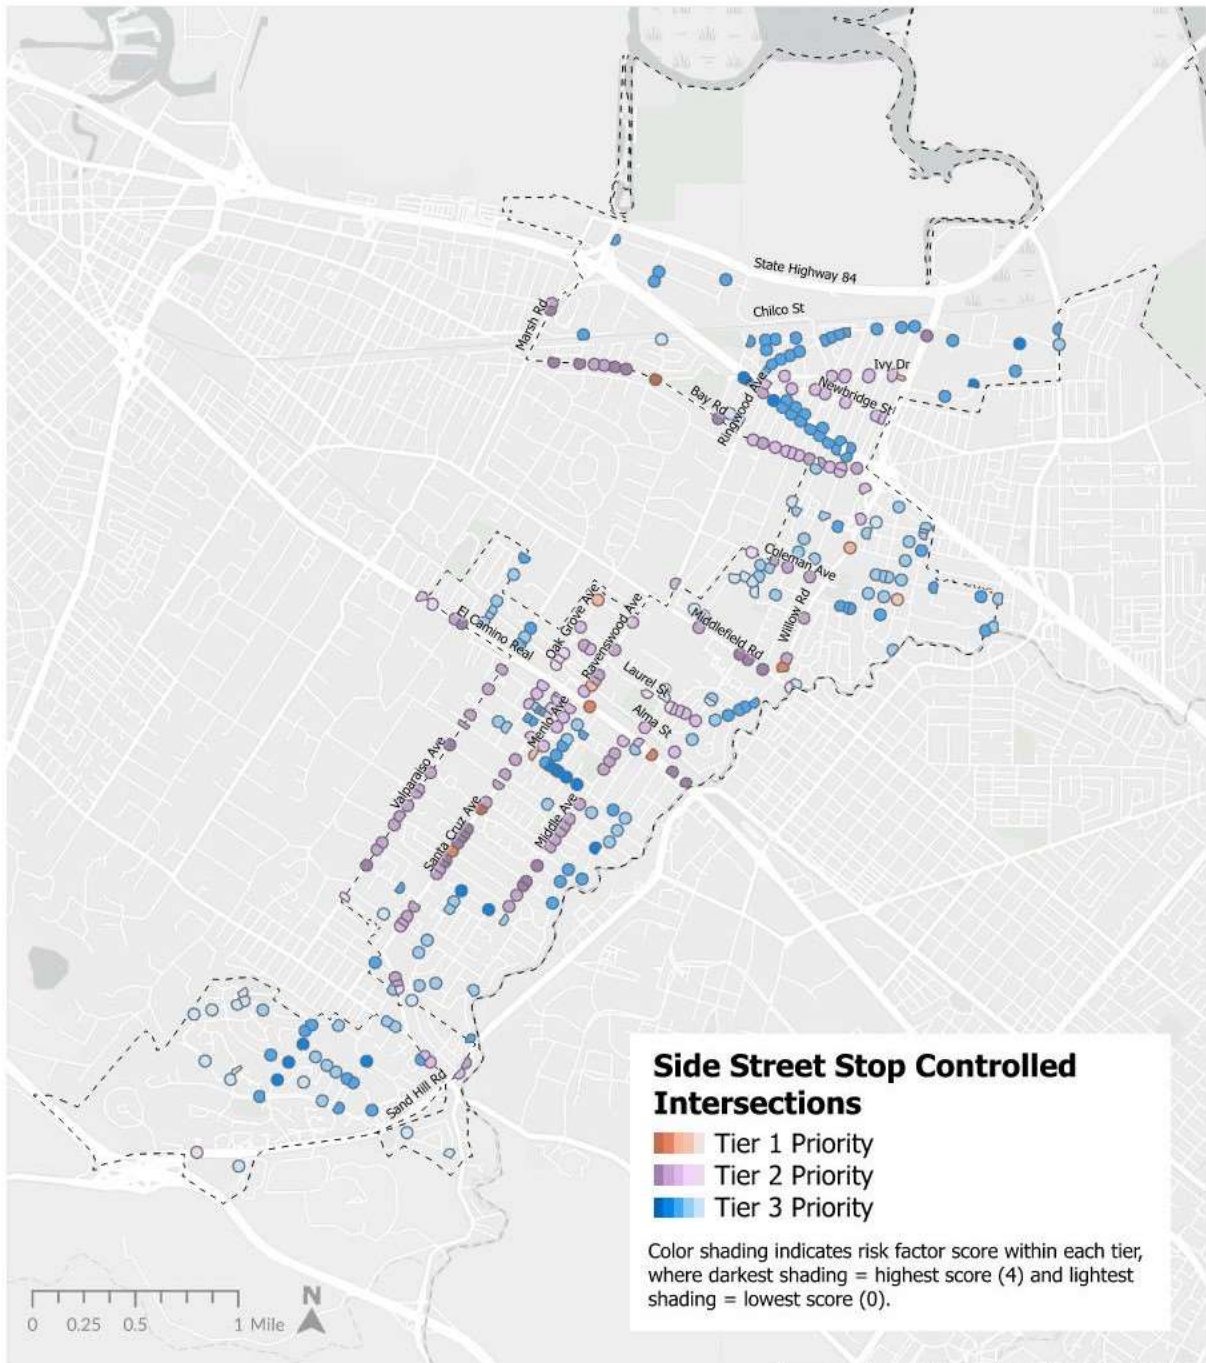 State Highway 84
Chilco St
Marsh Rd
Ivy Dr
Newbridge St
Bay Rd
Ringwood Ave
Coleman Ave
Willow Rd
Middlefield Rd
El Camino Real
Oak Grove Ave
Ravenswood Ave
Laurel St
Alma St
Menlo Ave
Valparaiso Ave
Santa Cruz Ave
Middle Ave
Sand Hill Rd
Side Street Stop Controlled
Intersections
Tier 1 Priority
Tier 2 Priority
Tier 3 Priority
Color shading indicates risk factor score within each tier,
where darkest shading = highest score (4) and lightest
shading = lowest score (0).
N
0 0.25 0.5 1 Mile